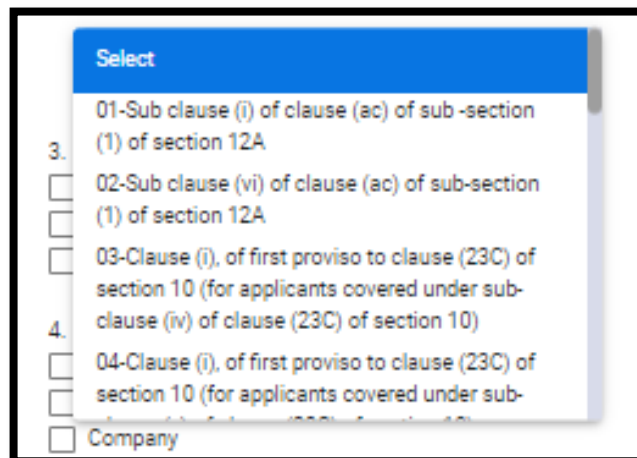 Select
01-Sub clause (i) of clause (ac) of sub -section
(1) of section 12A
3.
02-Sub clause (vi) of clause (ac) of sub-section
(1) of section 12A
03-Clause (i), of first proviso to clause (23C) of
section 10 (for applicants covered under sub-
clause (iv) of clause (23C) of section 10)
4.
04-Clause (i), of first proviso to clause (23C) of
section 10 (for applicants covered under sub-
Company